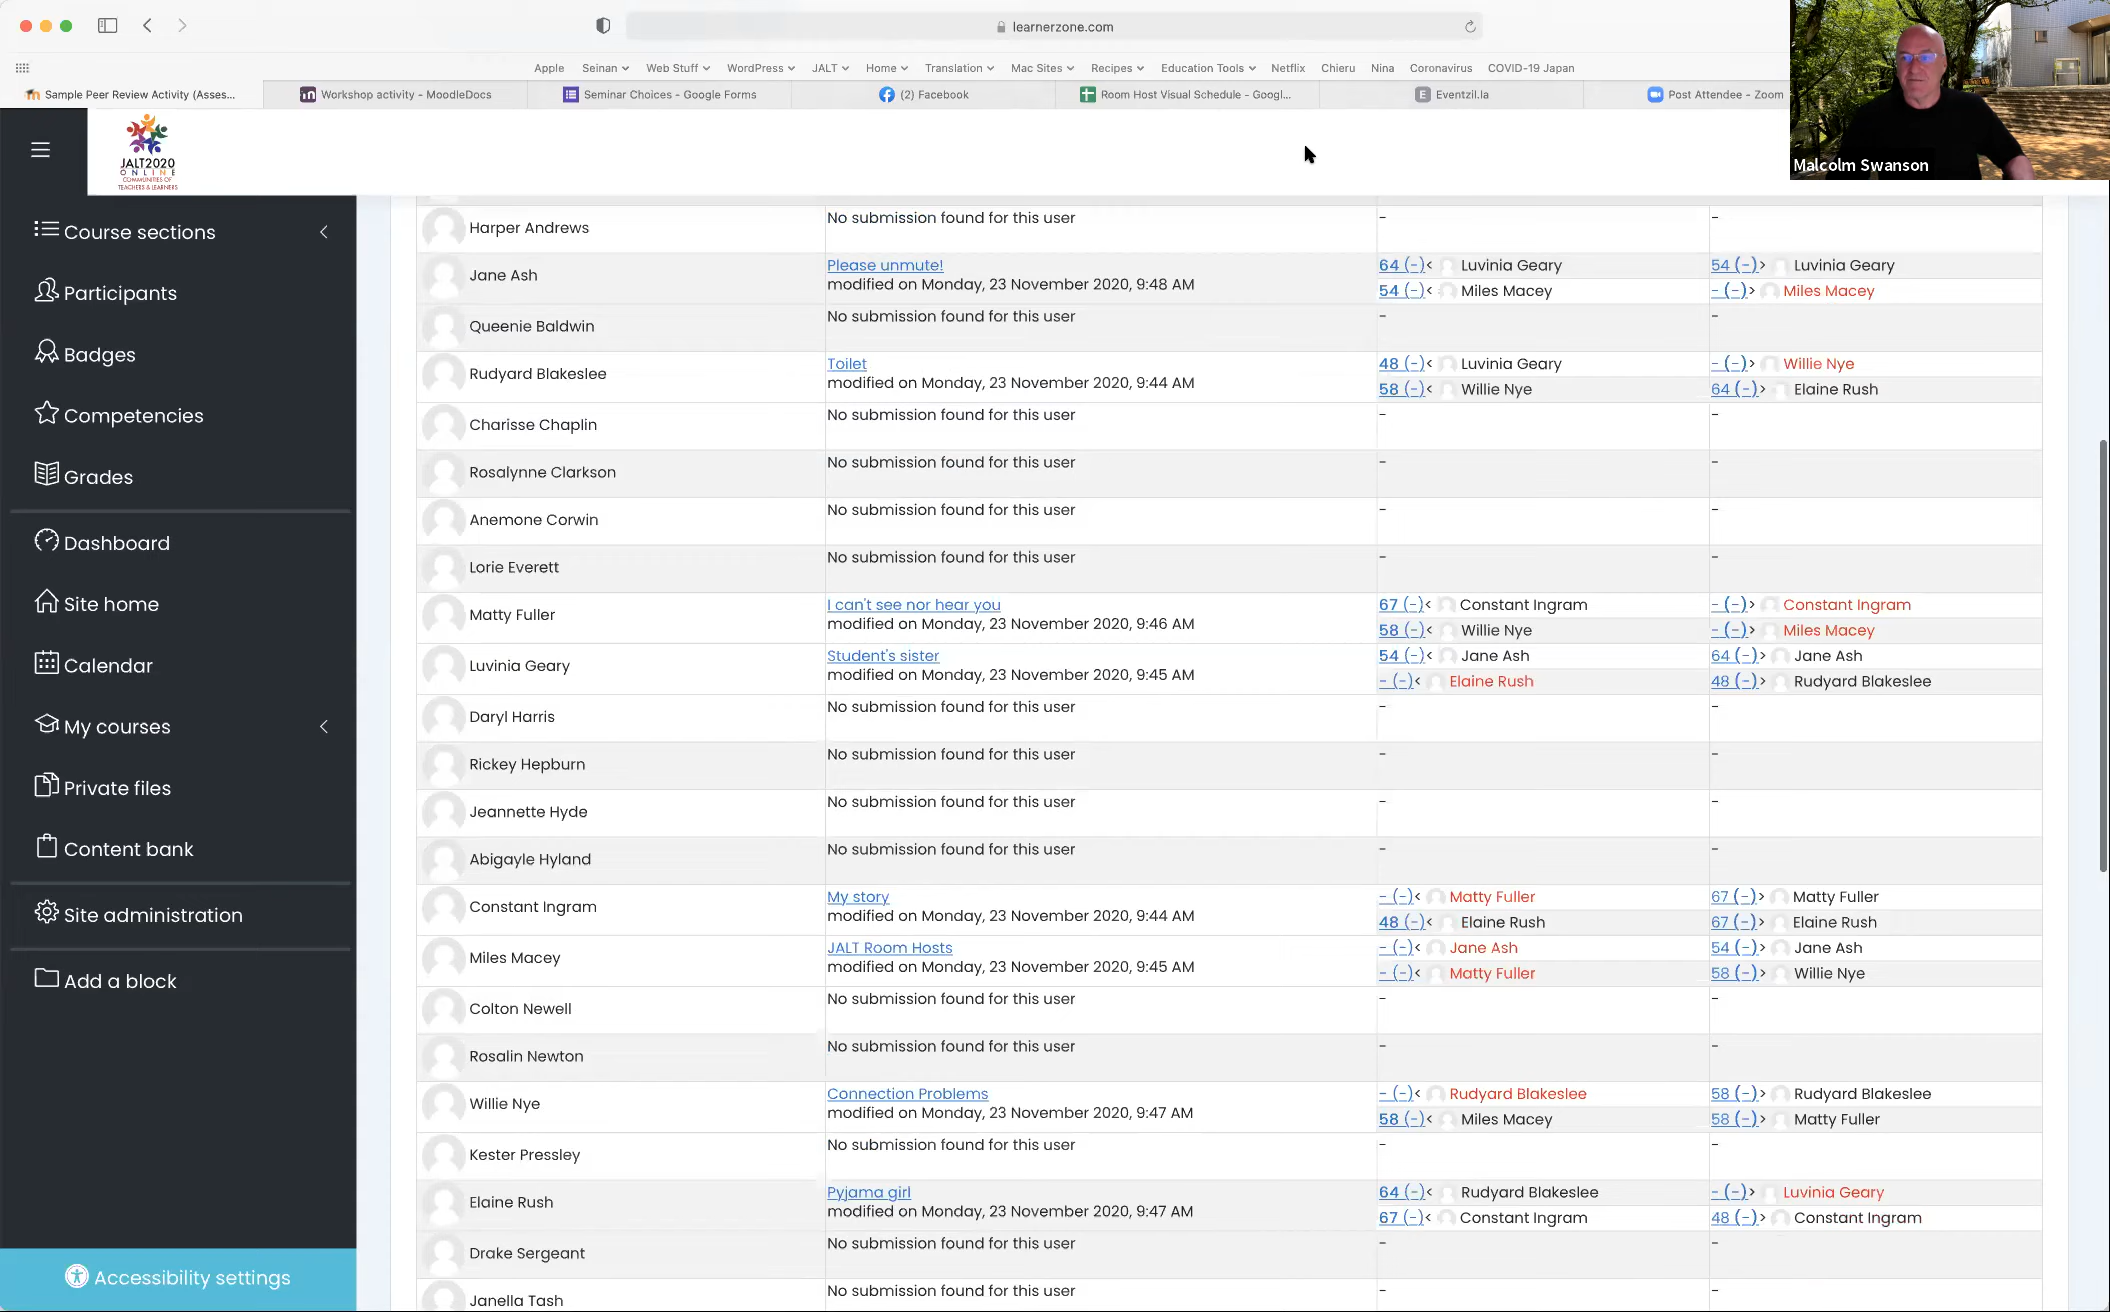 learnerzone.com
Apple Seinan Web Stuff WordPress JALT Home Translation Mac Sites Recipes Education Tools Netflix Chieru Nina Coronavirus COVID-19 Japan
Sample Peer Review Activity (Asses... Workshop activity - MoodleDocs Seminar Choices - Google Forms (2) Facebook Room Host Visual Schedule - Googl... Eventzil.la Post Attendee - Zoom
Malcolm Swanson
JALT2020
ONLINE
COMMUNITIES OF
TEACHERS & LEARNERS
Course sections
Participants
Badges
Competencies
Grades
Dashboard
Site home
Calendar
My courses
Private files
Content bank
Site administration
Add a block
Accessibility settings
Harper Andrews No submission found for this user - -
Jane Ash Please unmute! 64 (-)< Luvinia Geary 54 (-)> Luvinia Geary
modified on Monday, 23 November 2020, 9:48 AM 54 (-)< Miles Macey - (-)> Miles Macey
Queenie Baldwin No submission found for this user - -
Rudyard Blakeslee Toilet 48 (-)< Luvinia Geary - (-)> Willie Nye
modified on Monday, 23 November 2020, 9:44 AM 58 (-)< Willie Nye 64 (-)> Elaine Rush
Charisse Chaplin No submission found for this user - -
Rosalynne Clarkson No submission found for this user - -
Anemone Corwin No submission found for this user - -
Lorie Everett No submission found for this user - -
Matty Fuller I can't see nor hear you 67 (-)< Constant Ingram - (-)> Constant Ingram
modified on Monday, 23 November 2020, 9:46 AM 58 (-)< Willie Nye - (-)> Miles Macey
Luvinia Geary Student's sister 54 (-)< Jane Ash 64 (-)> Jane Ash
modified on Monday, 23 November 2020, 9:45 AM - (-)< Elaine Rush 48 (-)> Rudyard Blakeslee
Daryl Harris No submission found for this user - -
Rickey Hepburn No submission found for this user - -
Jeannette Hyde No submission found for this user - -
Abigayle Hyland No submission found for this user - -
Constant Ingram My story - (-)< Matty Fuller 67 (-)> Matty Fuller
modified on Monday, 23 November 2020, 9:44 AM 48 (-)< Elaine Rush 67 (-)> Elaine Rush
Miles Macey JALT Room Hosts - (-)< Jane Ash 54 (-)> Jane Ash
modified on Monday, 23 November 2020, 9:45 AM - (-)< Matty Fuller 58 (-)> Willie Nye
Colton Newell No submission found for this user - -
Rosalin Newton No submission found for this user - -
Willie Nye Connection Problems - (-)< Rudyard Blakeslee 58 (-)> Rudyard Blakeslee
modified on Monday, 23 November 2020, 9:47 AM 58 (-)< Miles Macey 58 (-)> Matty Fuller
Kester Pressley No submission found for this user - -
Elaine Rush Pyjama girl 64 (-)< Rudyard Blakeslee - (-)> Luvinia Geary
modified on Monday, 23 November 2020, 9:47 AM 67 (-)< Constant Ingram 48 (-)> Constant Ingram
Drake Sergeant No submission found for this user - -
Janella Tash No submission found for this user - -